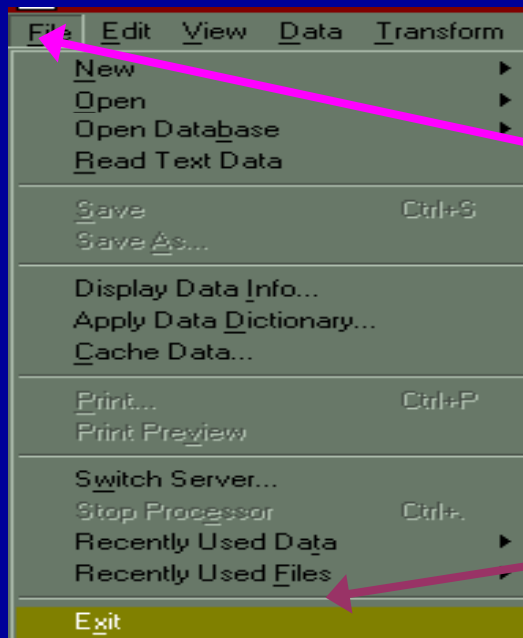 File Edit View Data Transform
New
Open
Open Database
Read Text Data
Save Ctrl+S
Save As...
Display Data Info...
Apply Data Dictionary...
Cache Data...
Print... Ctrl+P
Print Preview
Switch Server...
Stop Processor Ctrl+.
Recently Used Data
Recently Used Files
Exit